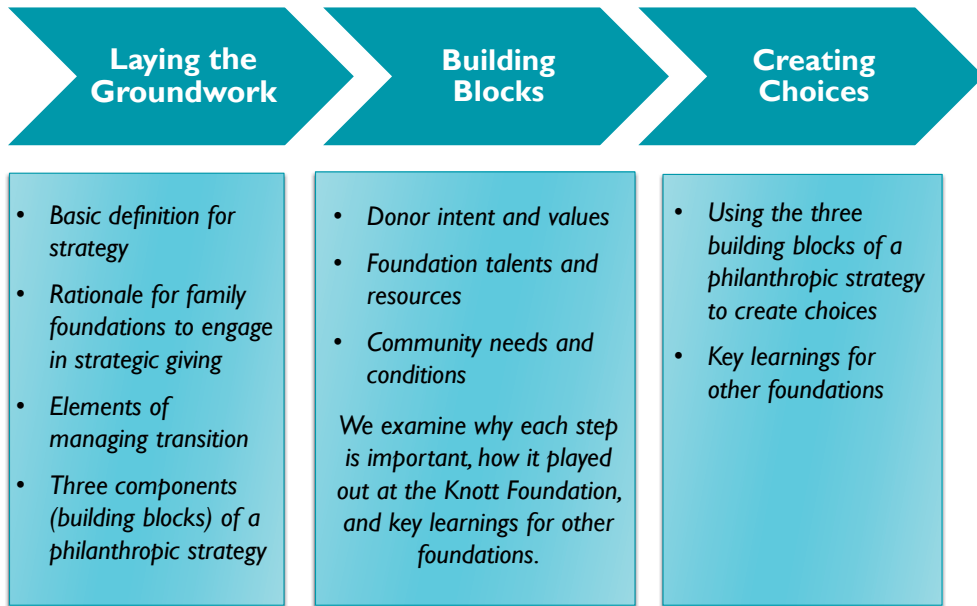 Laying the
Groundwork
Building
Blocks
Creating
Choices
• Basic definition for
strategy
• Rationale for family
foundations to engage
in strategic giving
• Elements of
managing transition
• Three components
(building blocks) of a
philanthropic strategy
• Donor intent and values
• Foundation talents and
resources
• Community needs and
conditions
We examine why each step
is important, how it played
out at the Knott Foundation,
and key learnings for other
foundations.
• Using the three
building blocks of a
philanthropic strategy
to create choices
• Key learnings for
other foundations